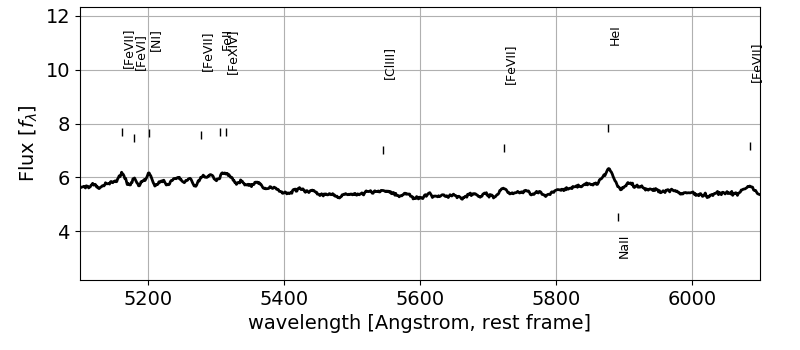 12
10
8
6
4
Flux [fλ]
[FeVII]
[FeVI]
[NI]
[FeVII]
FeII
[FeXIV]
[ClIII]
[FeVII]
HeI
NaII
[FeVII]
5200 5400 5600 5800 6000
wavelength [Angstrom, rest frame]